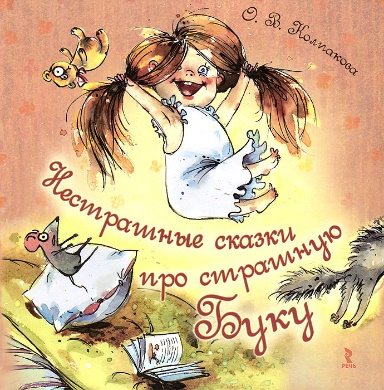 О. В. Колпакова
Нестрашные сказки
про страшную
Буку
РЕЧЬ